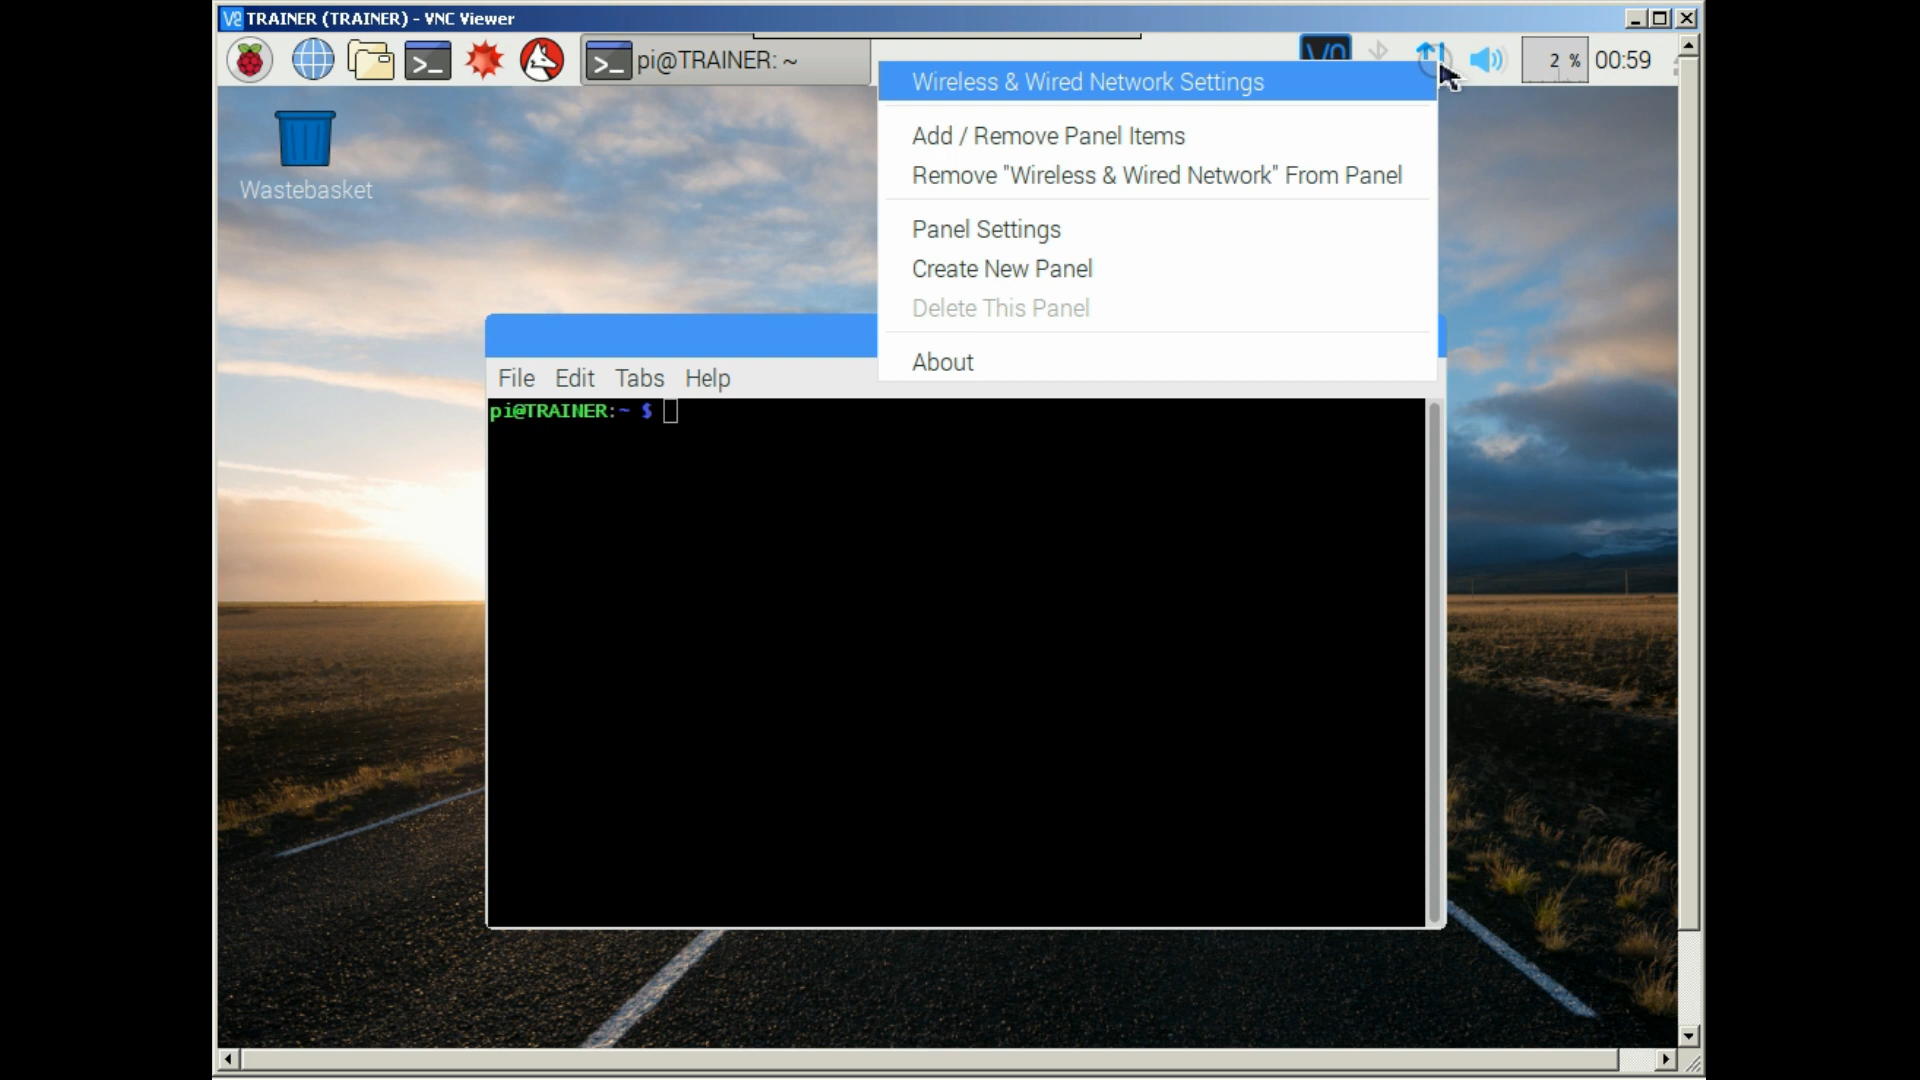 TRAINER (TRAINER) - VNC Viewer
pi@TRAINER: ~
2 %
00:59
Wireless & Wired Network Settings
Add / Remove Panel Items
Remove "Wireless & Wired Network" From Panel
Panel Settings
Create New Panel
Delete This Panel
About
Wastebasket
File Edit Tabs Help
pi@TRAINER:~ $